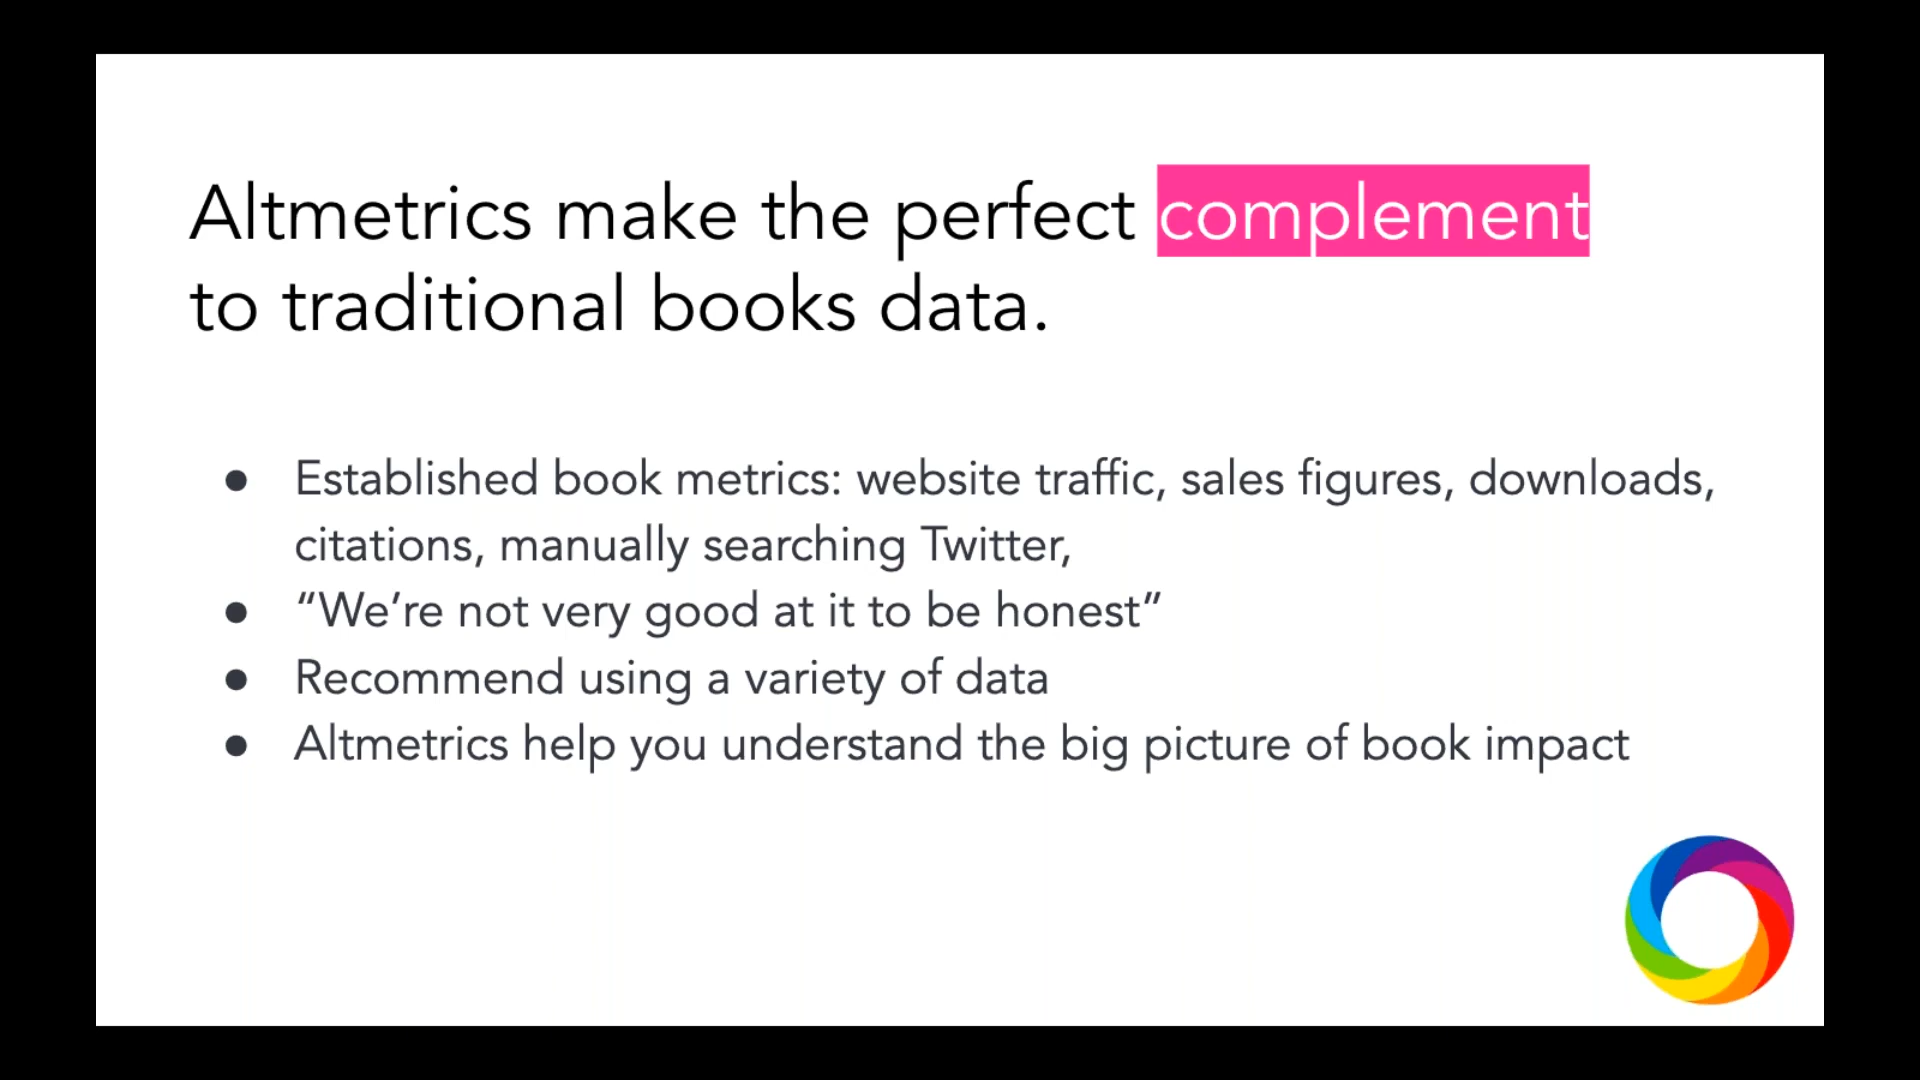 Altmetrics make the perfect complement
to traditional books data.
● Established book metrics: website traffic, sales figures, downloads,
citations, manually searching Twitter,
● “We’re not very good at it to be honest”
● Recommend using a variety of data
● Altmetrics help you understand the big picture of book impact